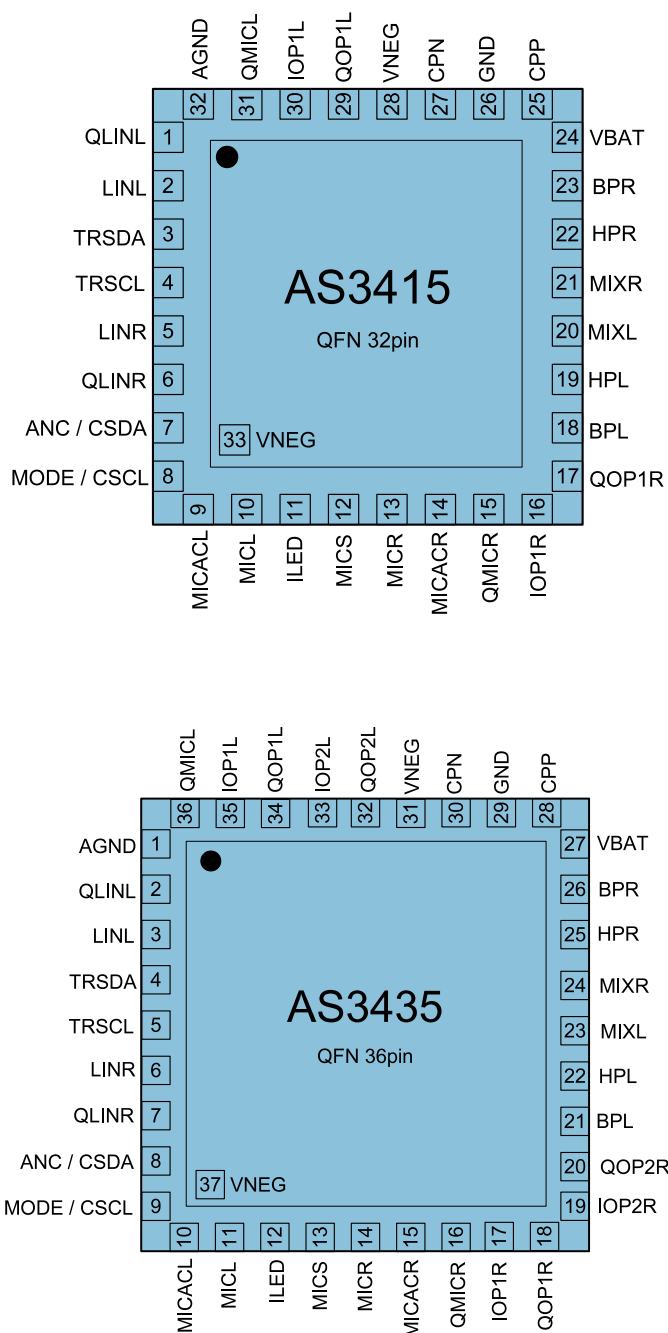 AGND QMICL IOP1L QOP1L VNEG CPN GND CPP
32 31 30 29 28 27 26 25
QLINL 1 24 VBAT
LINL 2 23 BPR
TRSDA 3 22 HPR
TRSCL 4 21 MIXR
AS3415
LINR 5 20 MIXL
QFN 32pin
QLINR 6 19 HPL
ANC / CSDA 7 18 BPL
33 VNEG
MODE / CSCL 8 17 QOP1R
9 10 11 12 13 14 15 16
MICACL MICL ILED MICS MICR MICACR QMICR IOP1R
QMICL IOP1L QOP1L IOP2L QOP2L VNEG CPN GND CPP
36 35 34 33 32 31 30 29 28
AGND 1 27 VBAT
QLINL 2 26 BPR
LINL 3 25 HPR
TRSDA 4 24 MIXR
AS3435
TRSCL 5 23 MIXL
QFN 36pin
LINR 6 22 HPL
QLINR 7 21 BPL
ANC / CSDA 8 20 QOP2R
37 VNEG
MODE / CSCL 9 19 IOP2R
10 11 12 13 14 15 16 17 18
MICACL MICL ILED MICS MICR MICACR QMICR IOP1R QOP1R